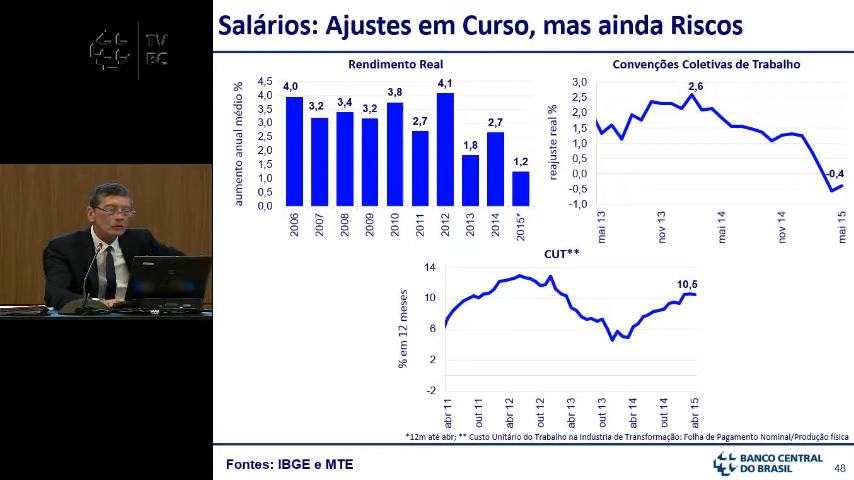 TV
BC
Salários: Ajustes em Curso, mas ainda Riscos
Rendimento Real
aumento anual médio %
4,5
4,0
3,5
3,0
2,5
2,0
1,5
1,0
0,5
0,0
4,0
3,2
3,4
3,2
3,8
2,7
4,1
1,8
2,7
1,2
2006
2007
2008
2009
2010
2011
2012
2013
2014
2015*
Convenções Coletivas de Trabalho
reajuste real %
3,0
2,5
2,0
1,5
1,0
0,5
0,0
-0,5
-1,0
2,6
-0,4
mai 13
nov 13
mai 14
nov 14
mai 15
CUT**
% em 12 meses
14
10
6
2
-2
10,5
abr 11
out 11
abr 12
out 12
abr 13
out 13
abr 14
out 14
abr 15
*12m até abr; ** Custo Unitário do Trabalho na Indústria de Transformação: Folha de Pagamento Nominal/Produção física
Fontes: IBGE e MTE
BANCO CENTRAL
DO BRASIL
48